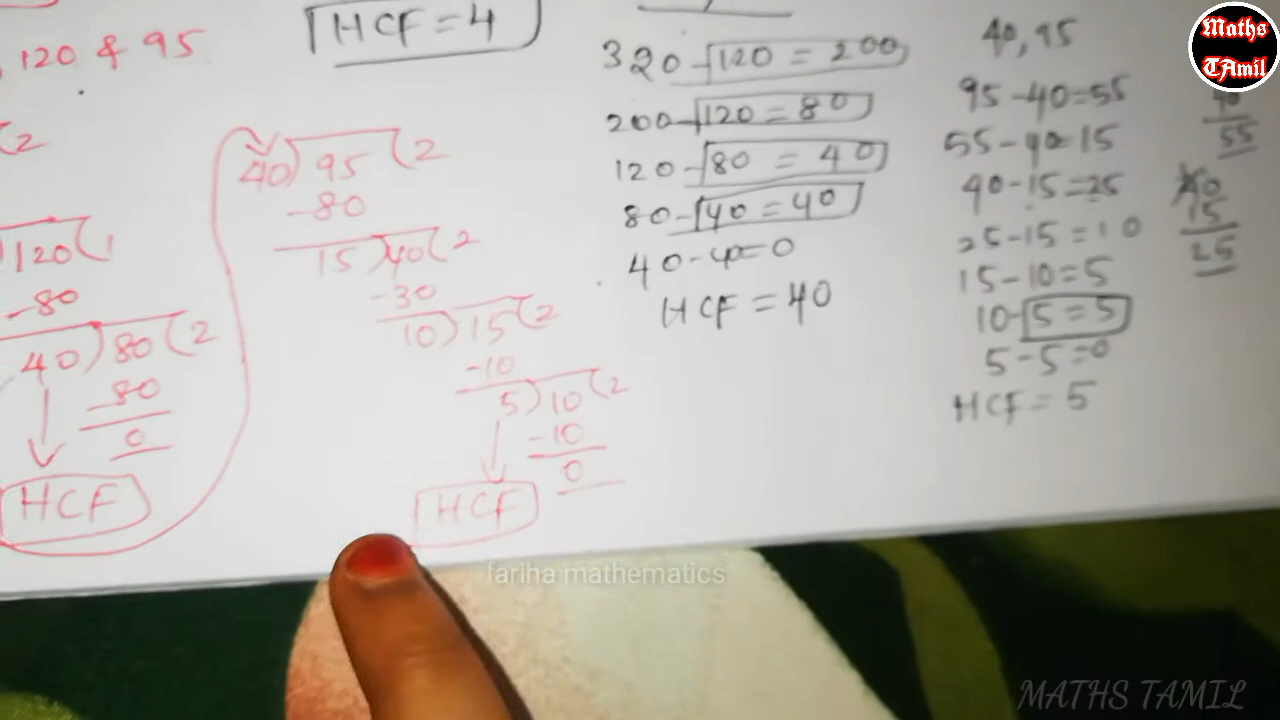 , 120 & 95
(2
120(1
-80
40)80(2
80
0
HCF
HCF = 4
40)95(2
-80
15)40(2
-30
10)15(2
-10
5)10(2
-10
0
HCF
320-120 = 200
200-120 = 80
120-80 = 40
80-40 = 40
40-40=0
HCF = 40
40, 95
95-40=55
55-40=15
40-15=25
25-15=10
15-10=5
10-5=5
5-5=0
HCF = 5
55
40
15
25
Maths
TAmil
fariha mathematics
MATHS TAMIL